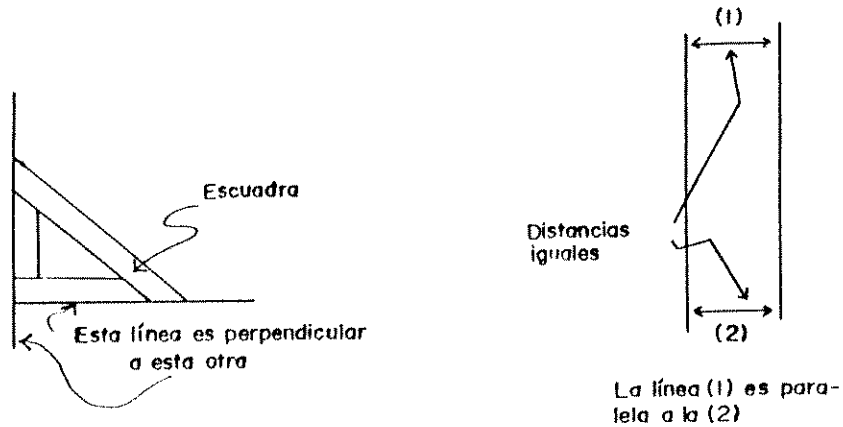 Escuadra
Esta línea es perpendicular
a esta otra
(1)
Distancias
iguales
(2)
La línea (1) es para-
lela a la (2)